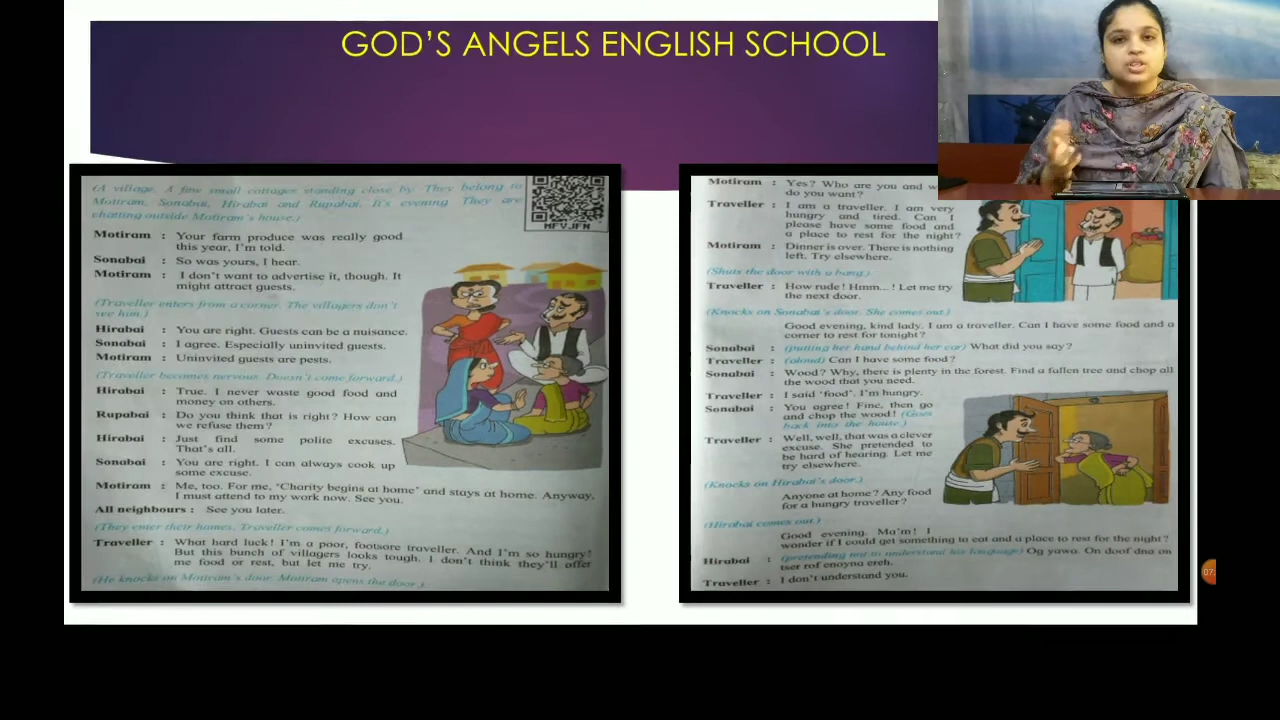 GOD'S ANGELS ENGLISH SCHOOL
(A village. A few small cottages standing close by. They belong to
Motiram, Sonabai, Hirabai and Rupabai. It's evening They are
chatting outside Motiram's house.)
MFVJFN
Motiram : Your farm produce was really good
this year, I'm told.
Sonabai : So was yours, I hear.
Motiram : I don't want to advertise it, though. It
might attract guests.
(Traveller enters from a corner. The villagers don't
see him.)
Hirabai : You are right. Guests can be a nuisance.
Sonabai : I agree. Especially uninvited guests.
Motiram : Uninvited guests are pests.
(Traveller becomes nervous. Doesn't come forward.)
Hirabai : True. I never waste good food and
money on others.
Rupabai : Do you think that is right? How can
we refuse them?
Hirabai : Just find some polite excuses.
That's all.
Sonabai : You are right. I can always cook up
some excuse.
Motiram : Me, too. For me, 'Charity begins at home' and stays at home. Anyway,
I must attend to my work now. See you.
All neighbours : See you later.
(They enter their homes. Traveller comes forward.)
Traveller : What hard luck! I'm a poor, footsore traveller. And I'm so hungry!
But this bunch of villagers looks tough. I don't think they'll offer
me food or rest, but let me try.
(He knocks on Motiram's door. Motiram opens the door.)
Motiram : Yes? Who are you and w
do you want?
Traveller : I am a traveller. I am very
hungry and tired. Can I
please have some food and
a place to rest for the night?
Motiram : Dinner is over. There is nothing
left. Try elsewhere.
(Shuts the door with a bang.)
Traveller : How rude! Hmm...! Let me try
the next door.
(Knocks on Sonabai's door. She comes out.)
Good evening, kind lady. I am a traveller. Can I have some food and a
corner to rest for tonight?
Sonabai : (putting her hand behind her ear) What did you say?
Traveller : (aloud) Can I have some food?
Sonabai : Wood? Why, there is plenty in the forest. Find a fallen tree and chop all
the wood that you need.
Traveller : I said 'food'. I'm hungry.
Sonabai : You agree! Fine, then go
and chop the wood! (Goes
back into the house.)
Traveller : Well, well, that was a clever
excuse. She pretended to
be hard of hearing. Let me
try elsewhere.
(Knocks on Hirabai's door.)
Anyone at home? Any food
for a hungry traveller?
(Hirabai comes out.)
Good evening. Ma'm! I
wonder if I could get something to eat and a place to rest for the night?
Hirabai : (pretending not to understand his language) Og yawa. On doof dna on
tser rof enoyna ereh.
Traveller : I don't understand you.